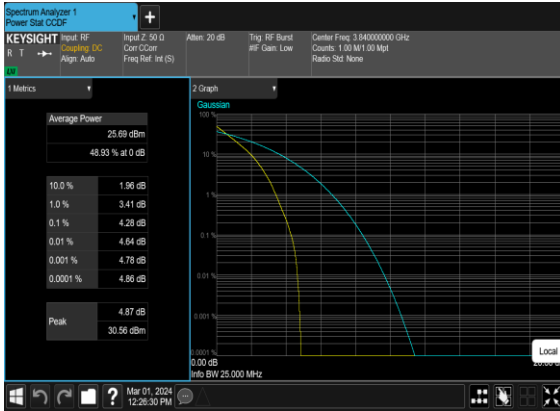 Spectrum Analyzer 1
Power Stat CCDF
KEYSIGHT
R T
LXI
Input: RF
Coupling: DC
Align: Auto
Input Z: 50 Ω
Corr CCorr
Freq Ref: Int (S)
Atten: 20 dB
Trig: RF Burst
#IF Gain: Low
Center Freq: 3.840000000 GHz
Counts: 1.00 M/1.00 Mpt
Radio Std: None
1 Metrics
Average Power
25.69 dBm
48.93 % at 0 dB
10.0 % 1.96 dB
1.0 % 3.41 dB
0.1 % 4.28 dB
0.01 % 4.64 dB
0.001 % 4.78 dB
0.0001 % 4.86 dB
Peak
4.87 dB
30.56 dBm
2 Graph
Gaussian
100 %
10 %
1 %
0.1 %
0.01 %
0.001 %
0.0001 %
0.00 dB
Info BW 25.000 MHz
Local
?
Mar 01, 2024
12:26:30 PM